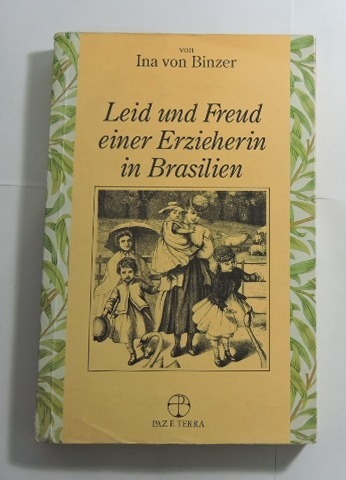 von
Ina von Binzer
Leid und Freud
einer Erzieherin
in Brasilien
PAZ E TERRA